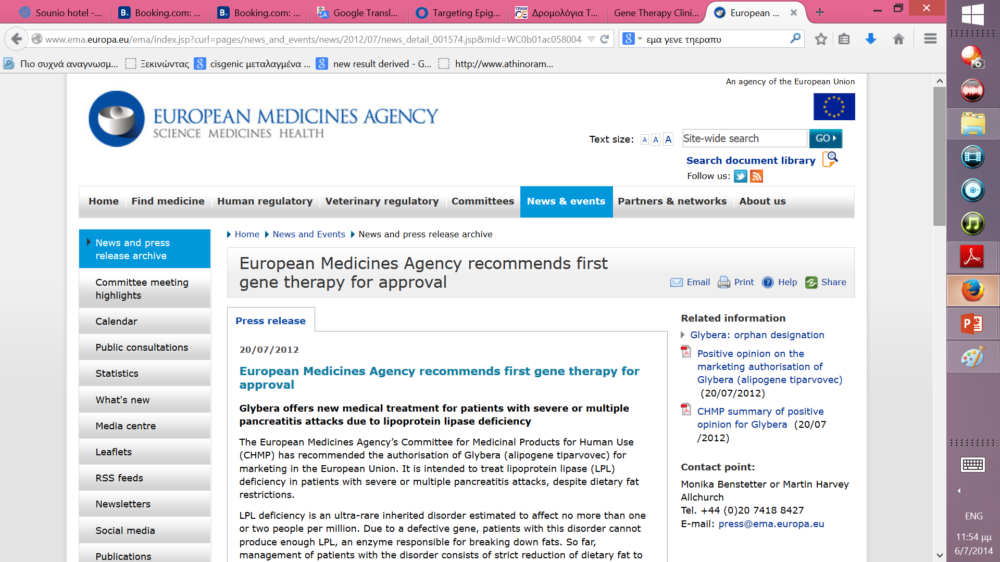 Sounio hotel -...
Booking.com: ...
Booking.com: ...
Google Transl...
Targeting Epig...
ΤΡΑΙΝ
ΟΣΕ
Δρομολόγια Τ...
Gene Therapy Clini...
European ...
www.ema.europa.eu/ema/index.jsp?curl=pages/news_and_events/news/2012/07/news_detail_001574.jsp&mid=WC0b01ac058004
εμα γενε τηεραπυ
Πιο συχνά αναγνωσμ...
Ξεκινώντας
cisgenic μεταλαγμένα ...
new result derived - G...
http://www.athinoram...
An agency of the European Union
EUROPEAN MEDICINES AGENCY
SCIENCE MEDICINES HEALTH
Text size: A A A
Site-wide search
GO
Search document library
Follow us:
Home
Find medicine
Human regulatory
Veterinary regulatory
Committees
News & events
Partners & networks
About us
News and press
release archive
Committee meeting
highlights
Calendar
Public consultations
Statistics
What's new
Media centre
Leaflets
RSS feeds
Newsletters
Social media
Publications
Home News and Events News and press release archive
European Medicines Agency recommends first
gene therapy for approval
Email
Print
Help
Share
Press release
20/07/2012
European Medicines Agency recommends first gene therapy for
approval
Glybera offers new medical treatment for patients with severe or multiple
pancreatitis attacks due to lipoprotein lipase deficiency
The European Medicines Agency’s Committee for Medicinal Products for Human Use
(CHMP) has recommended the authorisation of Glybera (alipogene tiparvovec) for
marketing in the European Union. It is intended to treat lipoprotein lipase (LPL)
deficiency in patients with severe or multiple pancreatitis attacks, despite dietary fat
restrictions.
LPL deficiency is an ultra-rare inherited disorder estimated to affect no more than one
or two people per million. Due to a defective gene, patients with this disorder cannot
produce enough LPL, an enzyme responsible for breaking down fats. So far,
management of patients with the disorder consists of strict reduction of dietary fat to
Related information
Glybera: orphan designation
Positive opinion on the
marketing authorisation of
Glybera (alipogene tiparvovec)
(20/07/2012)
CHMP summary of positive
opinion for Glybera (20/07
/2012)
Contact point:
Monika Benstetter or Martin Harvey
Allchurch
Tel. +44 (0)20 7418 8427
E-mail: press@ema.europa.eu
ENG
11:54 μμ
6/7/2014